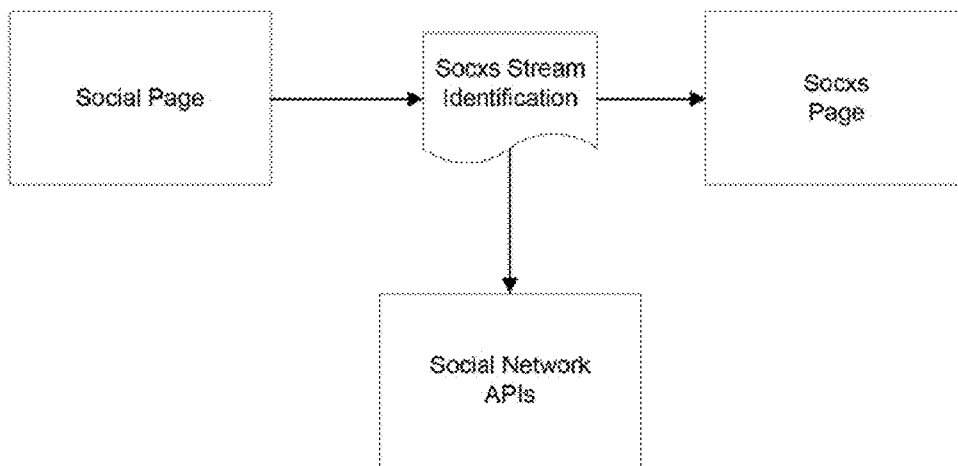 Social Page
Socxs Stream
Identification
Socxs
Page
Social Network
APIs